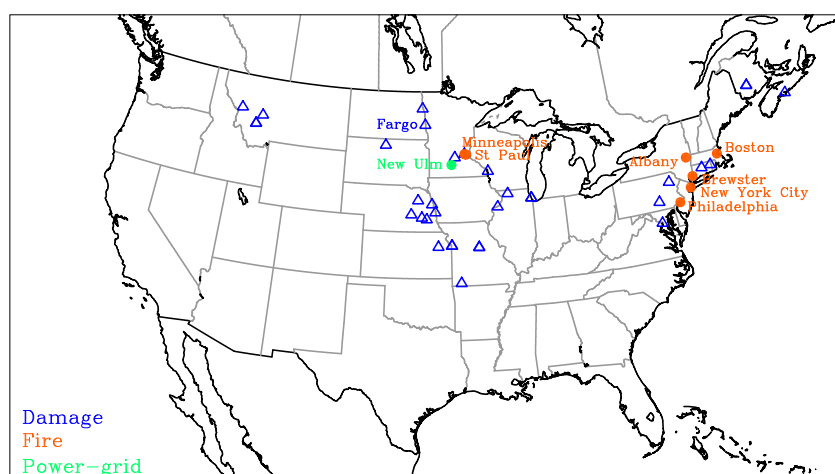 Fargo
Minneapolis
St Paul
New Ulm
Boston
Albany
Brewster
New York City
Philadelphia
Damage
Fire
Power-grid